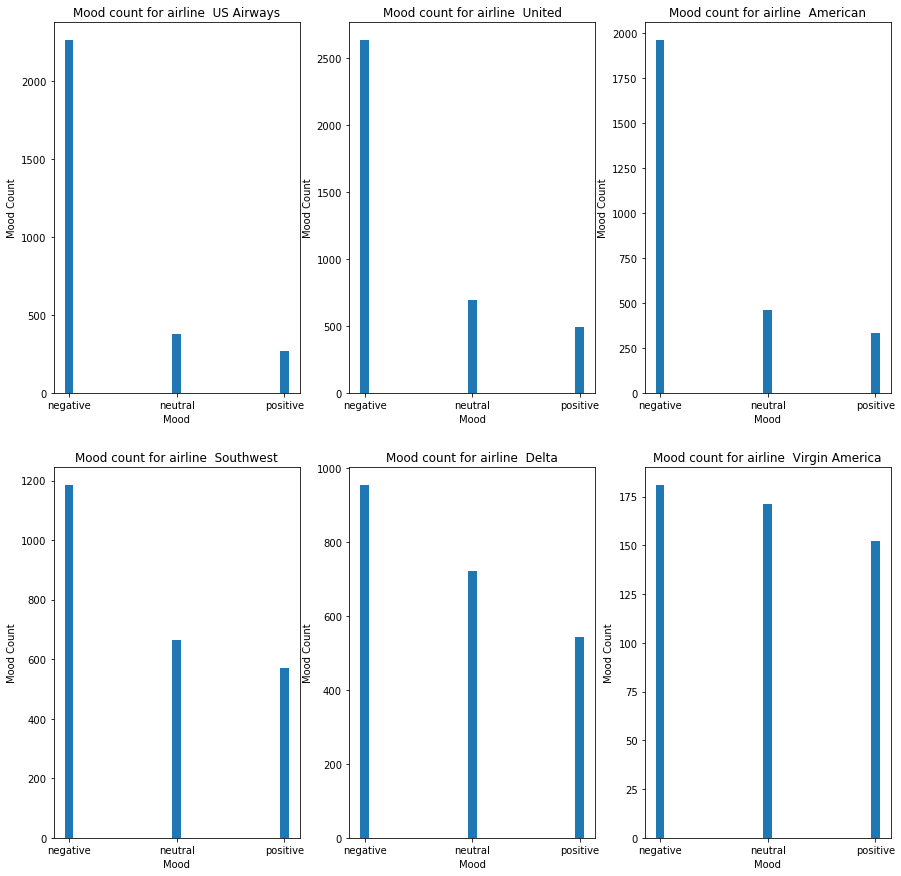 Mood count for airline  US Airways
Mood Count
2000
1500
1000
500
0
negative neutral positive
Mood
Mood count for airline  United
Mood Count
2500
2000
1500
1000
500
0
negative neutral positive
Mood
Mood count for airline  American
Mood Count
2000
1750
1500
1250
1000
750
500
250
0
negative neutral positive
Mood
Mood count for airline  Southwest
Mood Count
1200
1000
800
600
400
200
0
negative neutral positive
Mood
Mood count for airline  Delta
Mood Count
1000
800
600
400
200
0
negative neutral positive
Mood
Mood count for airline  Virgin America
Mood Count
175
150
125
100
75
50
25
0
negative neutral positive
Mood